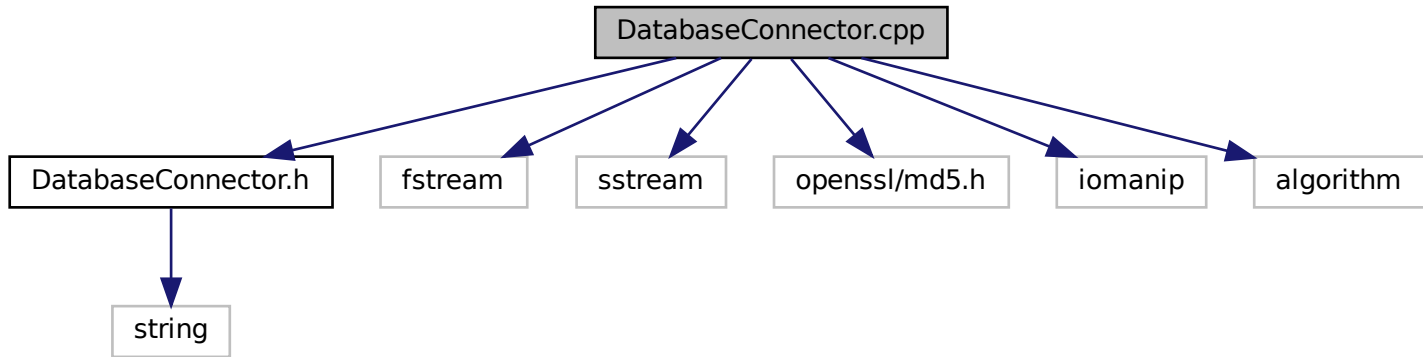 DatabaseConnector.cpp
DatabaseConnector.h
fstream
sstream
openssl/md5.h
iomanip
algorithm
string